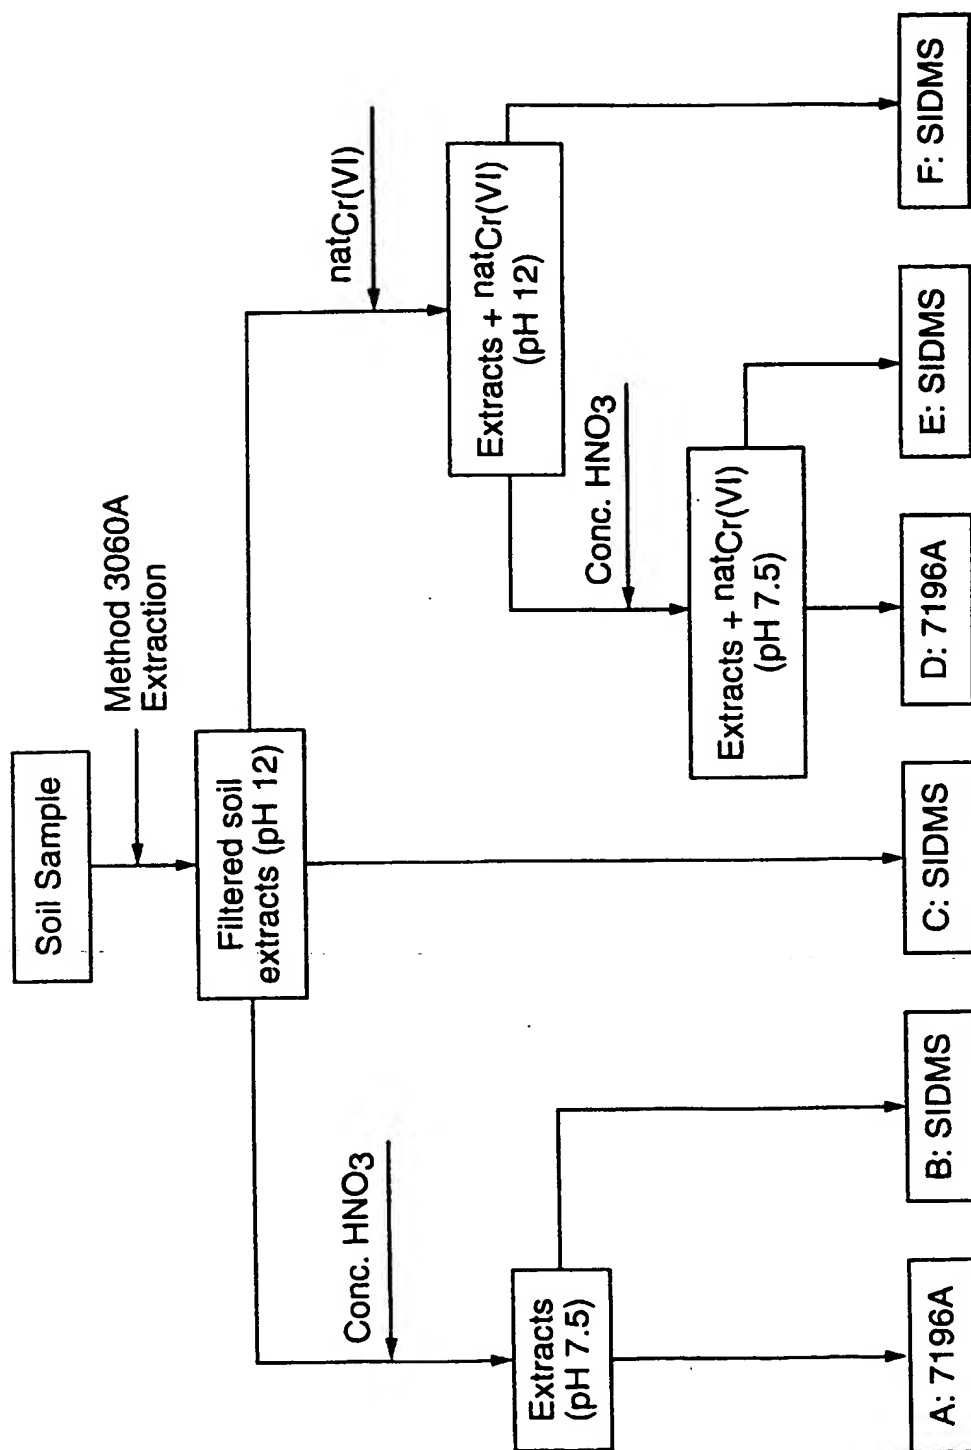 Soil Sample
Method 3060A
Extraction
Filtered soil
extracts (pH 12)
Conc. HNO3
natCr(VI)
Extracts
(pH 7.5)
Extracts + natCr(VI)
(pH 12)
Conc. HNO3
Extracts + natCr(VI)
(pH 7.5)
A: 7196A
B: SIDMS
C: SIDMS
D: 7196A
E: SIDMS
F: SIDMS